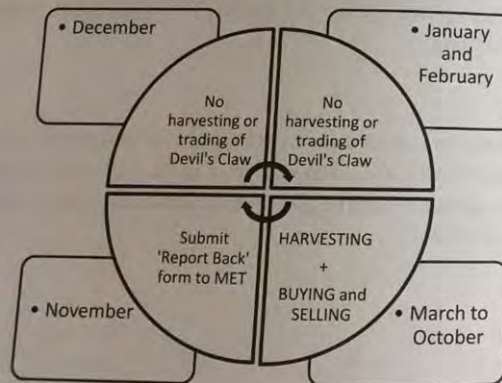 • December
• January
and
February
No
harvesting or
trading of
Devil's Claw
No
harvesting or
trading of
Devil's Claw
Submit
'Report Back'
form to MET
HARVESTING
+
BUYING and
SELLING
• November
• March to
October